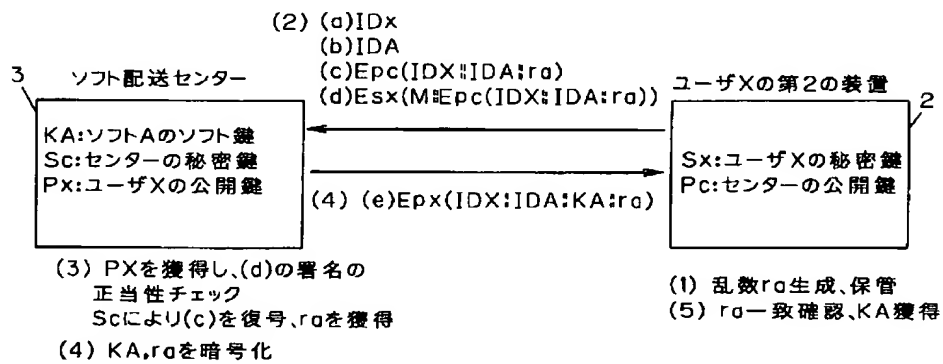 (2) (a)IDx
(b)IDA
(c)Epc(IDX¦¦IDA¦ra)
(d)Esx(M¦¦Epc(IDX¦¦IDA¦ra))
3
ソフト配送センター
ユーザXの第2の装置
2
KA:ソフトAのソフト鍵
Sc:センターの秘密鍵
Px:ユーザXの公開鍵
Sx:ユーザXの秘密鍵
Pc:センターの公開鍵
(4) (e)Epx(IDX¦IDA¦KA¦ra)
(3) PXを獲得し、(d)の署名の
正当性チェック
Scにより(c)を復号、raを獲得
(4) KA,raを暗号化
(1) 乱数ra生成、保管
(5) ra一致確認、KA獲得